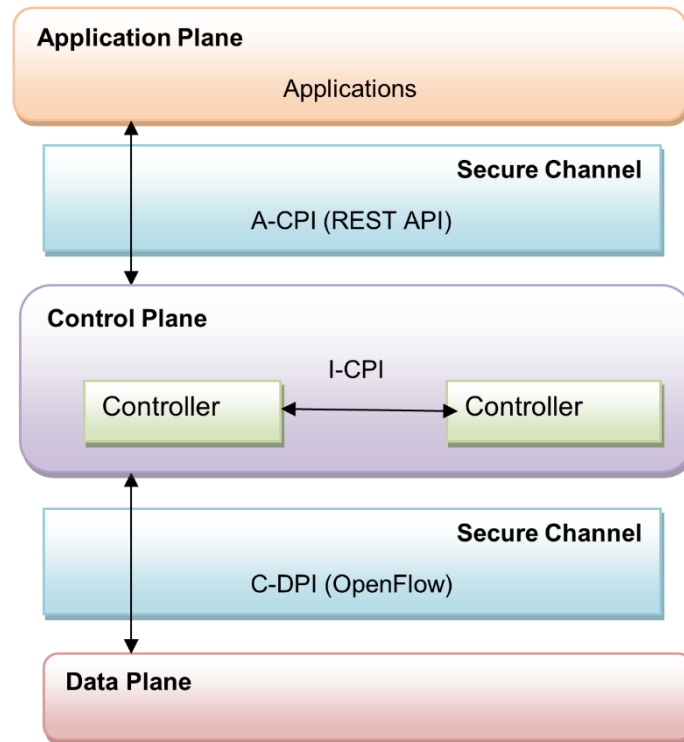 Application Plane
Applications
Secure Channel
A-CPI (REST API)
Control Plane
I-CPI
Controller
Controller
Secure Channel
C-DPI (OpenFlow)
Data Plane